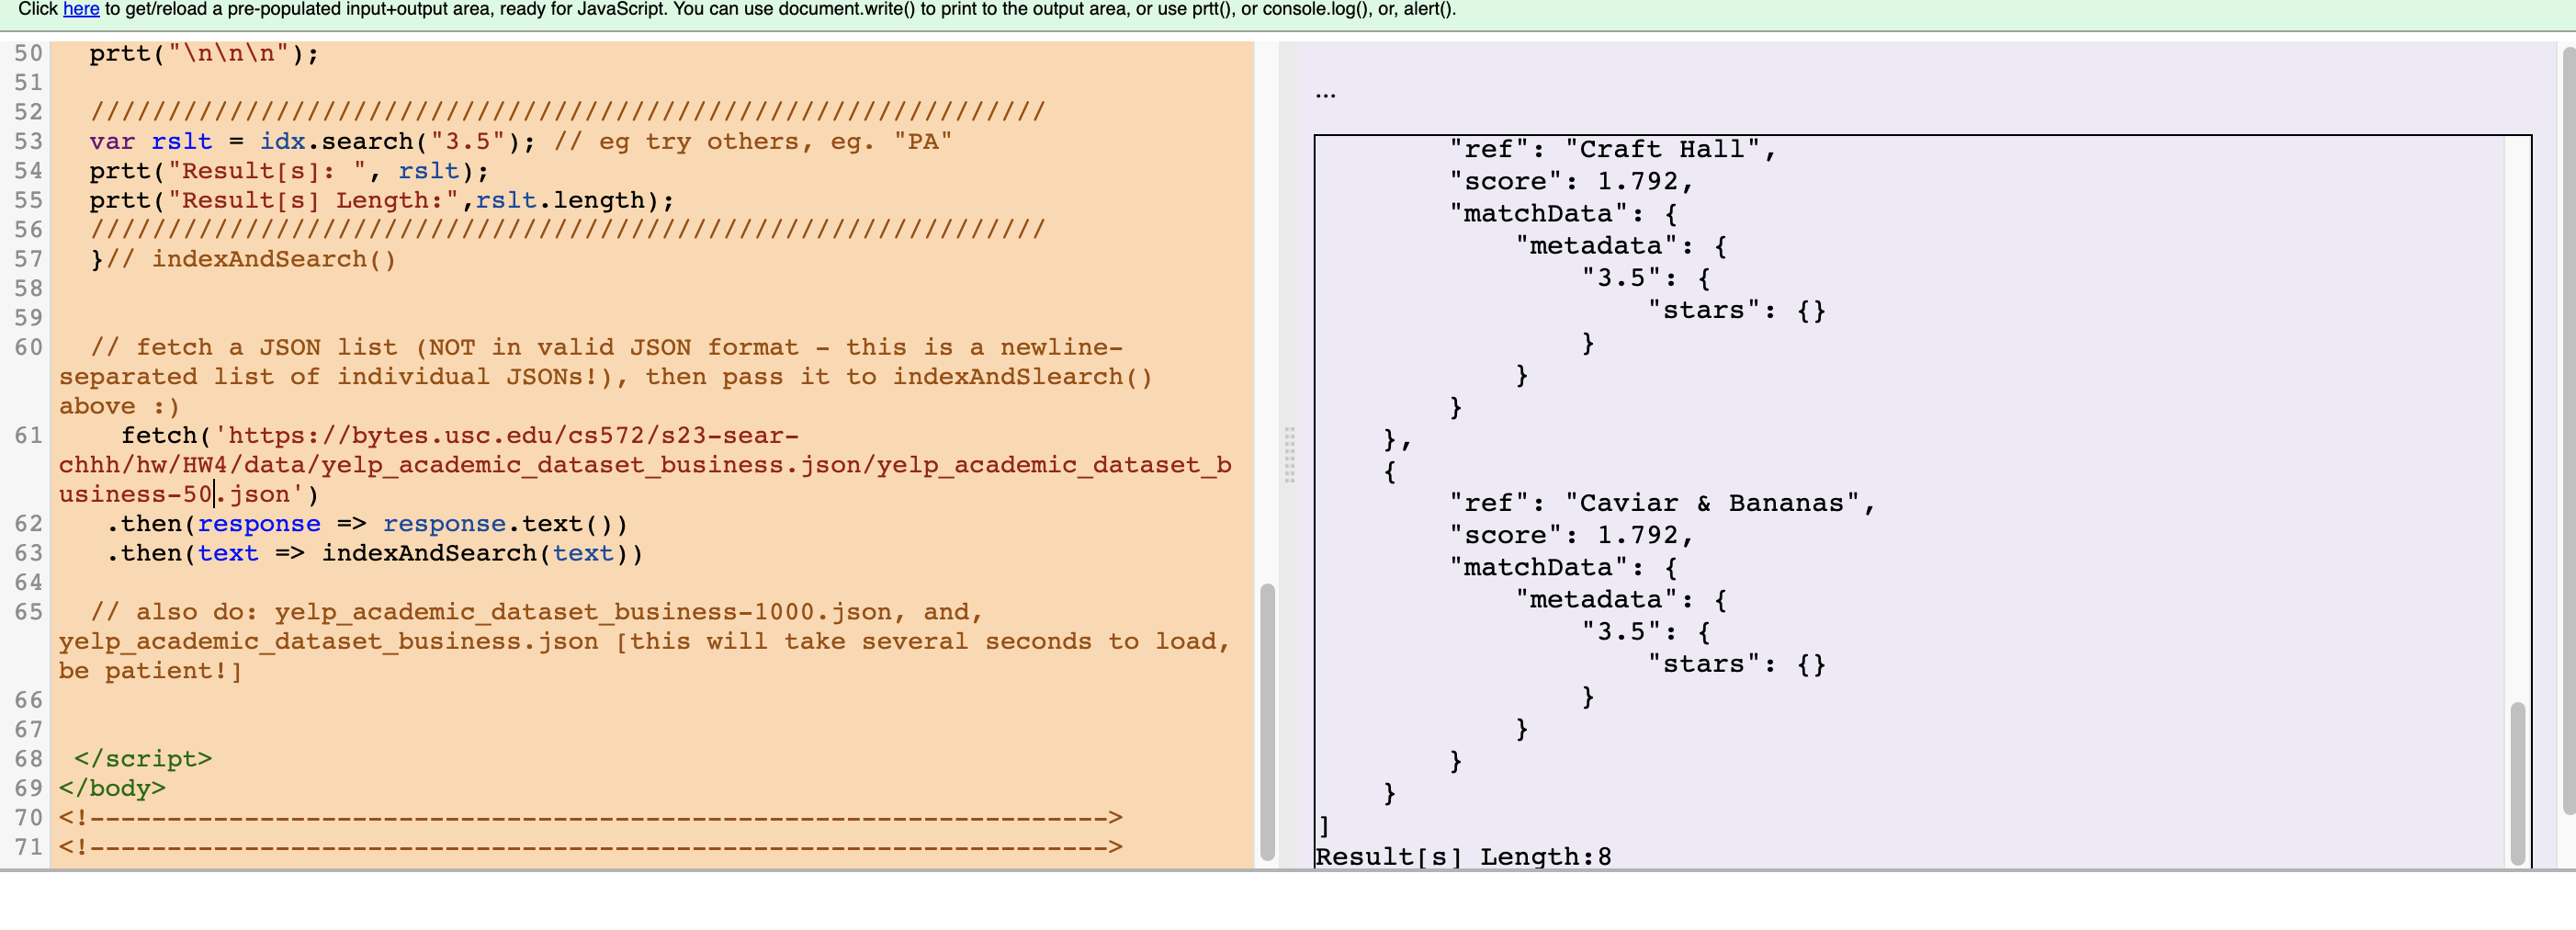 Click here to get/reload a pre-populated input+output area, ready for JavaScript. You can use document.write() to print to the output area, or use prtt(), or console.log(), or, alert().
50 prtt("\n\n\n");
51
52 //////////////////////////////////////////////////////////////
53 var rslt = idx.search("3.5"); // eg try others, eg. "PA"
54 prtt("Result[s]: ", rslt);
55 prtt("Result[s] Length:",rslt.length);
56 //////////////////////////////////////////////////////////////
57 }// indexAndSearch()
58
59
60 // fetch a JSON list (NOT in valid JSON format - this is a newline-
separated list of individual JSONs!), then pass it to indexAndSlearch()
above :)
61 fetch('https://bytes.usc.edu/cs572/s23-sear-
chhh/hw/HW4/data/yelp_academic_dataset_business.json/yelp_academic_dataset_b
usiness-50.json')
62 .then(response => response.text())
63 .then(text => indexAndSearch(text))
64
65 // also do: yelp_academic_dataset_business-1000.json, and,
yelp_academic_dataset_business.json [this will take several seconds to load,
be patient!]
66
67
68 </script>
69 </body>
70 <!------------------------------------------------------------------>
71 <!------------------------------------------------------------------>
...
"ref": "Craft Hall",
"score": 1.792,
"matchData": {
"metadata": {
"3.5": {
"stars": {}
}
}
}
},
{
"ref": "Caviar & Bananas",
"score": 1.792,
"matchData": {
"metadata": {
"3.5": {
"stars": {}
}
}
}
}
]
Result[s] Length:8